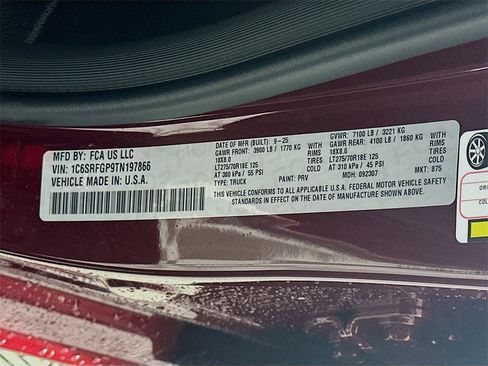 MFD BY: FCA US LLC
VIN: 1C6SRFGP9TN197866
VEHICLE MADE IN: U.S.A.
DATE OF MFR (BUILT): 9-25
GAWR FRONT: 3900 LB / 1770 KG WITH
18X8.0 RIMS
LT275/70R18E 125 TIRES
AT 380 kPa / 55 PSI COLD
TYPE: TRUCK PAINT: PRV
GVWR: 7100 LB / 3221 KG
GAWR REAR: 4100 LB / 1860 KG WITH
18X8.0 RIMS
LT275/70R18E 125 TIRES
AT 310 kPa / 45 PSI COLD
MDH: 092307 MKT: 875
THIS VEHICLE CONFORMS TO ALL APPLICABLE U.S.A. FEDERAL MOTOR VEHICLE SAFETY
STANDARDS IN EFFECT ON THE DATE OF MANUFACTURE SHOWN ABOVE.